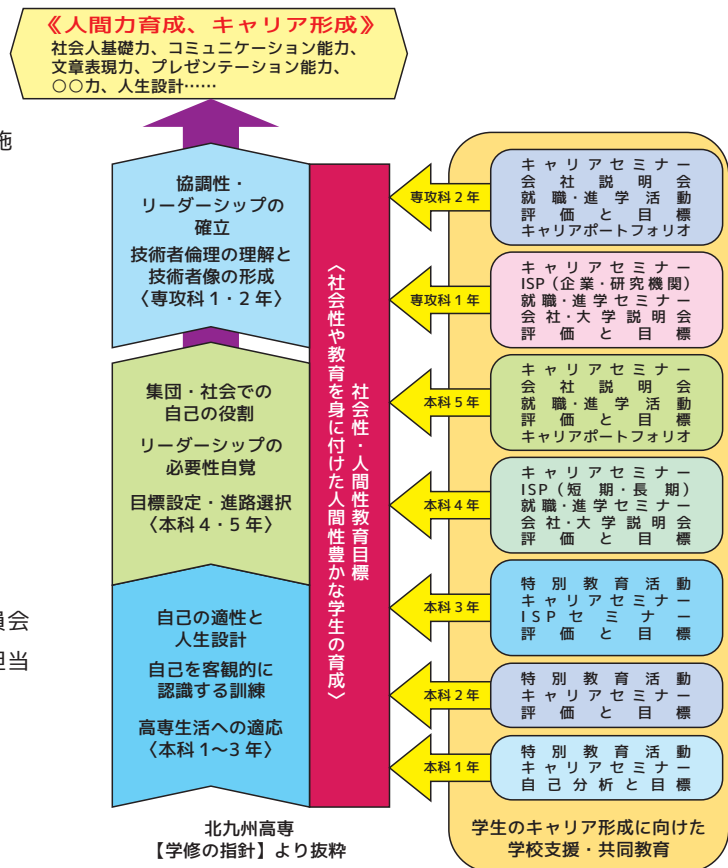 《人間力育成、キャリア形成》
社会人基礎力、コミュニケーション能力、
文章表現力、プレゼンテーション能力、
○○力、人生設計……
施
協調性・
リーダーシップの
確立
技術者倫理の理解と
技術者像の形成
〈専攻科1・2年〉
集団・社会での
自己の役割
リーダーシップの
必要性自覚
目標設定・進路選択
〈本科4・5年〉
員会
担当
自己の適性と
人生設計
自己を客観的に
認識する訓練
高専生活への適応
〈本科1〜3年〉
社会性・人間性教育目標
〈社会性や教育を身に付けた人間性豊かな学生の育成〉
専攻科2年
キャリアセミナー
会社説明会
就職・進学活動
評価と目標
キャリアポートフォリオ
専攻科1年
キャリアセミナー
ISP(企業・研究機関)
就職・進学セミナー
会社・大学説明会
評価と目標
本科5年
キャリアセミナー
会社説明会
就職・進学活動
評価と目標
キャリアポートフォリオ
本科4年
キャリアセミナー
ISP(短期・長期)
就職・進学セミナー
会社・大学説明会
評価と目標
本科3年
特別教育活動
キャリアセミナー
ISPセミナー
評価と目標
本科2年
特別教育活動
キャリアセミナー
評価と目標
本科1年
特別教育活動
キャリアセミナー
自己分析と目標
北九州高専
【学修の指針】より抜粋
学生のキャリア形成に向けた
学校支援・共同教育